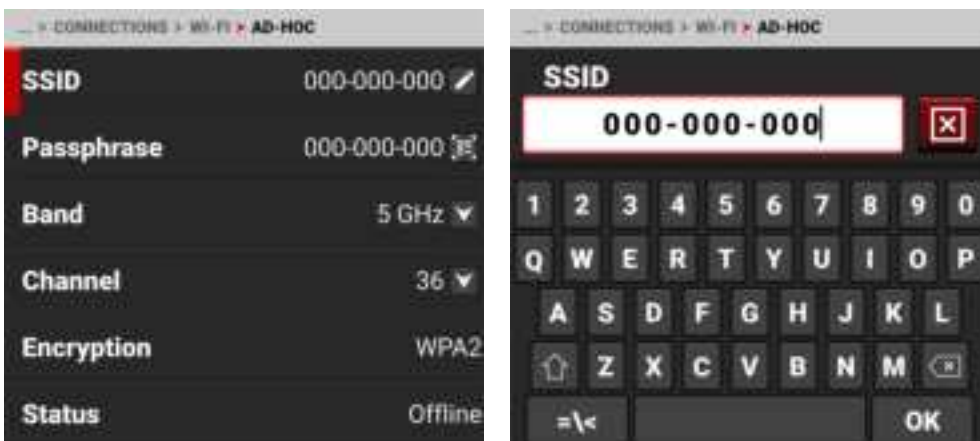 ... > CONNECTIONS > WI-FI > AD-HOC
SSID 000-000-000
Passphrase 000-000-000
Band 5 GHz
Channel 36
Encryption WPA2
Status Offline
... > CONNECTIONS > WI-FI > AD-HOC
SSID
000-000-000
1 2 3 4 5 6 7 8 9 0
Q W E R T Y U I O P
A S D F G H J K L
Z X C V B N M
=\< OK